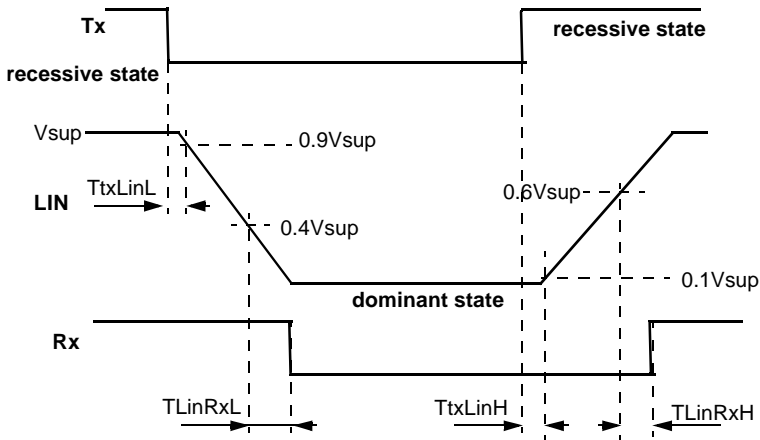 Tx
recessive state
recessive state
Vsup
0.9Vsup
TtxLinL
LIN
0.6Vsup
0.4Vsup
0.1Vsup
dominant state
Rx
TLinRxL
TtxLinH
TLinRxH